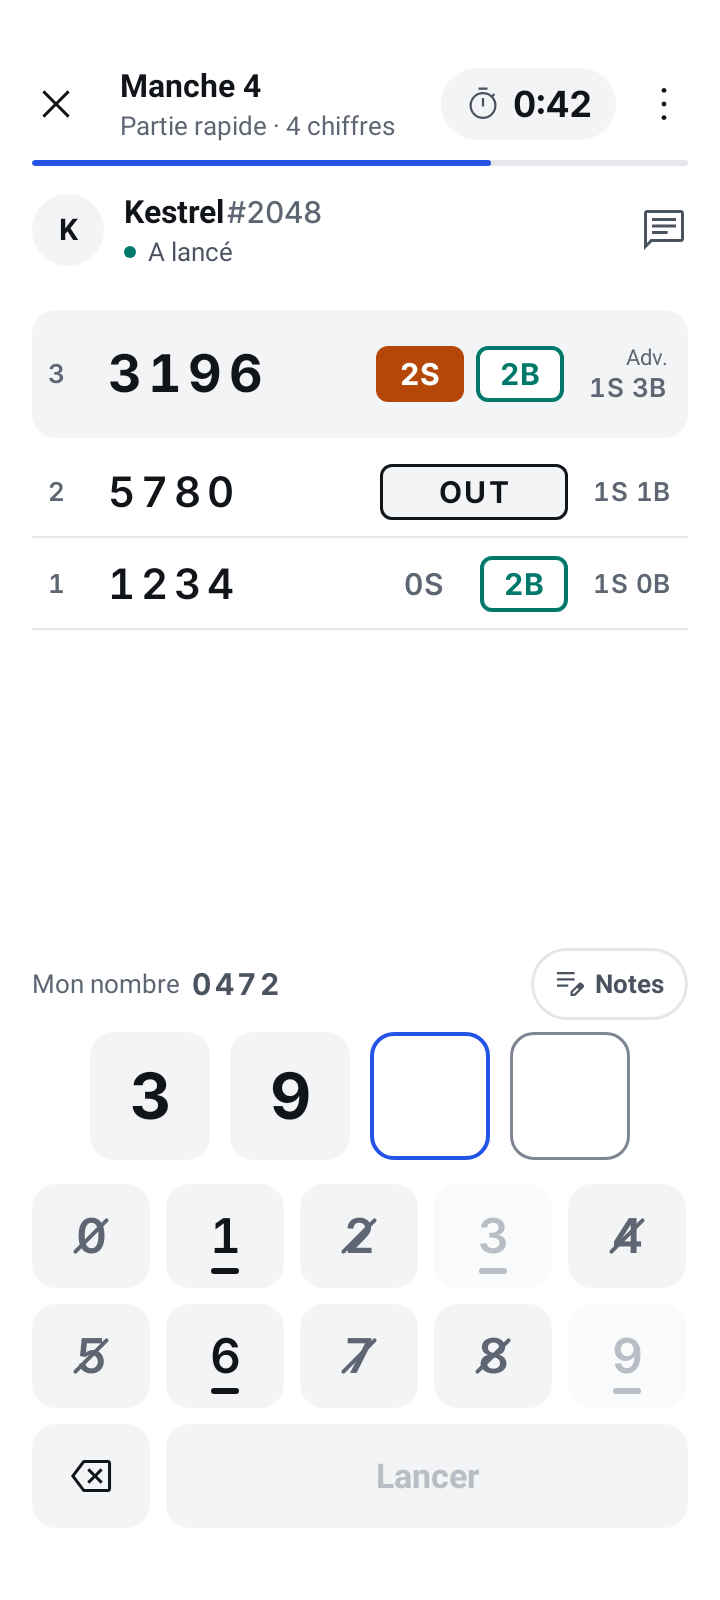 Manche 4
Partie rapide · 4 chiffres
0:42
K
Kestrel#2048
A lancé
3 3196 2S 2B Adv. 1S 3B
2 5780 OUT 1S 1B
1 1234 0S 2B 1S 0B
Mon nombre 0472
Notes
3 9
0 1 2 3 4
5 6 7 8 9
Lancer